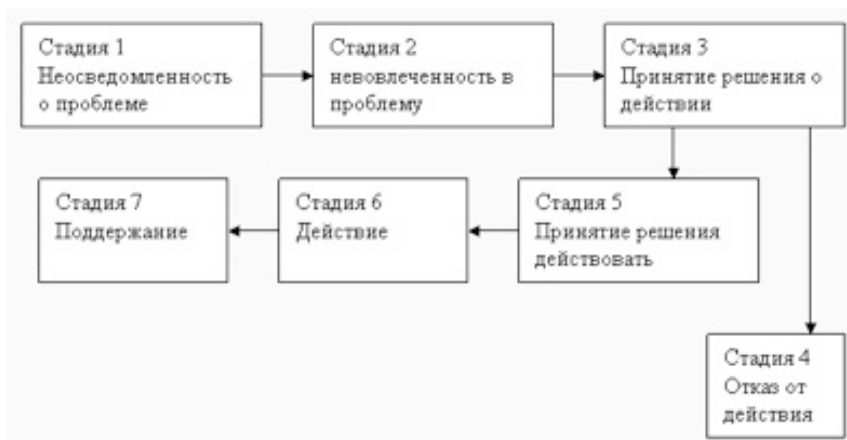 Стадия 1
Неосведомленность
о проблеме
Стадия 2
невовлеченность в
проблему
Стадия 3
Принятие решения о
действии
Стадия 7
Поддержание
Стадия 6
Действие
Стадия 5
Принятие решения
действовать
Стадия 4
Отказ от
действия